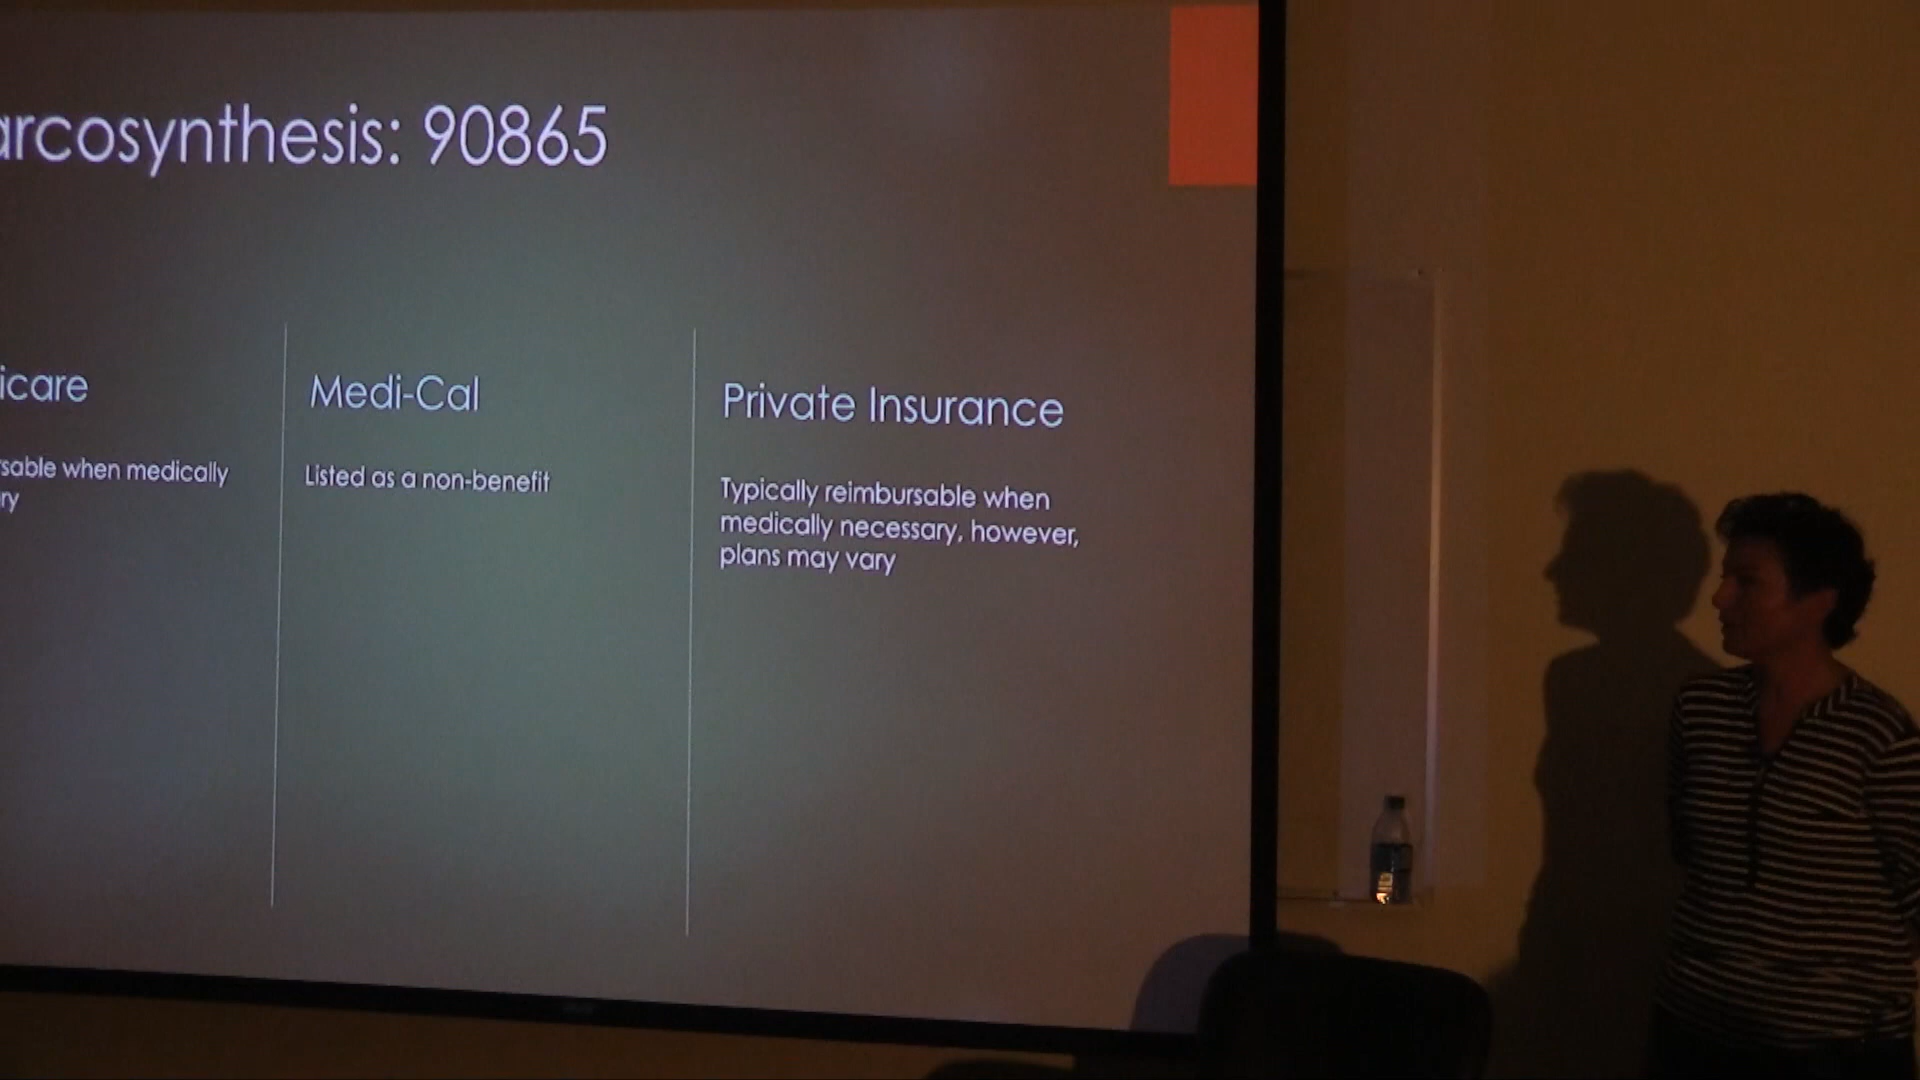 arcosynthesis: 90865
icare
sable when medically
ry
Medi-Cal
Listed as a non-benefit
Private Insurance
Typically reimbursable when
medically necessary, however,
plans may vary